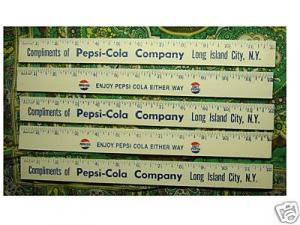 Compliments of Pepsi-Cola Company Long Island City, N.Y.
ENJOY PEPSI COLA EITHER WAY
Compliments of Pepsi-Cola Company Long Island City, N.Y.
ENJOY PEPSI COLA EITHER WAY
Compliments of Pepsi-Cola Company Long Island City, N.Y.